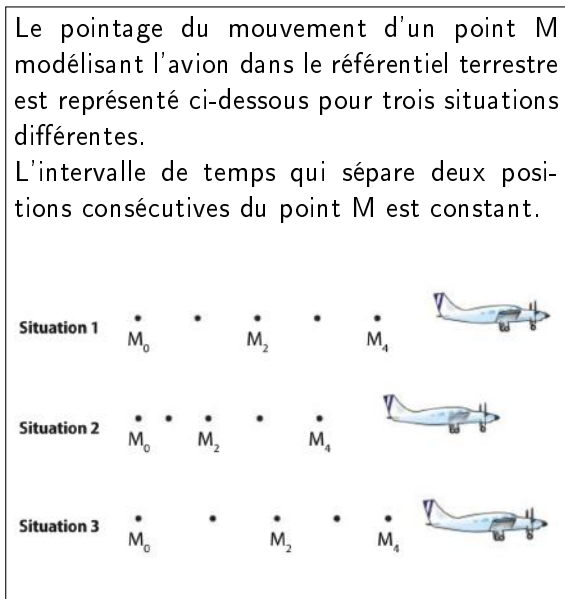 Le pointage du mouvement d'un point M
modélisant l'avion dans le référentiel terrestre
est représenté ci-dessous pour trois situations
différentes.
L'intervalle de temps qui sépare deux posi-
tions consécutives du point M est constant.
Situation 1
M₀ M₂ M₄
Situation 2
M₀ M₂ M₄
Situation 3
M₀ M₂ M₄